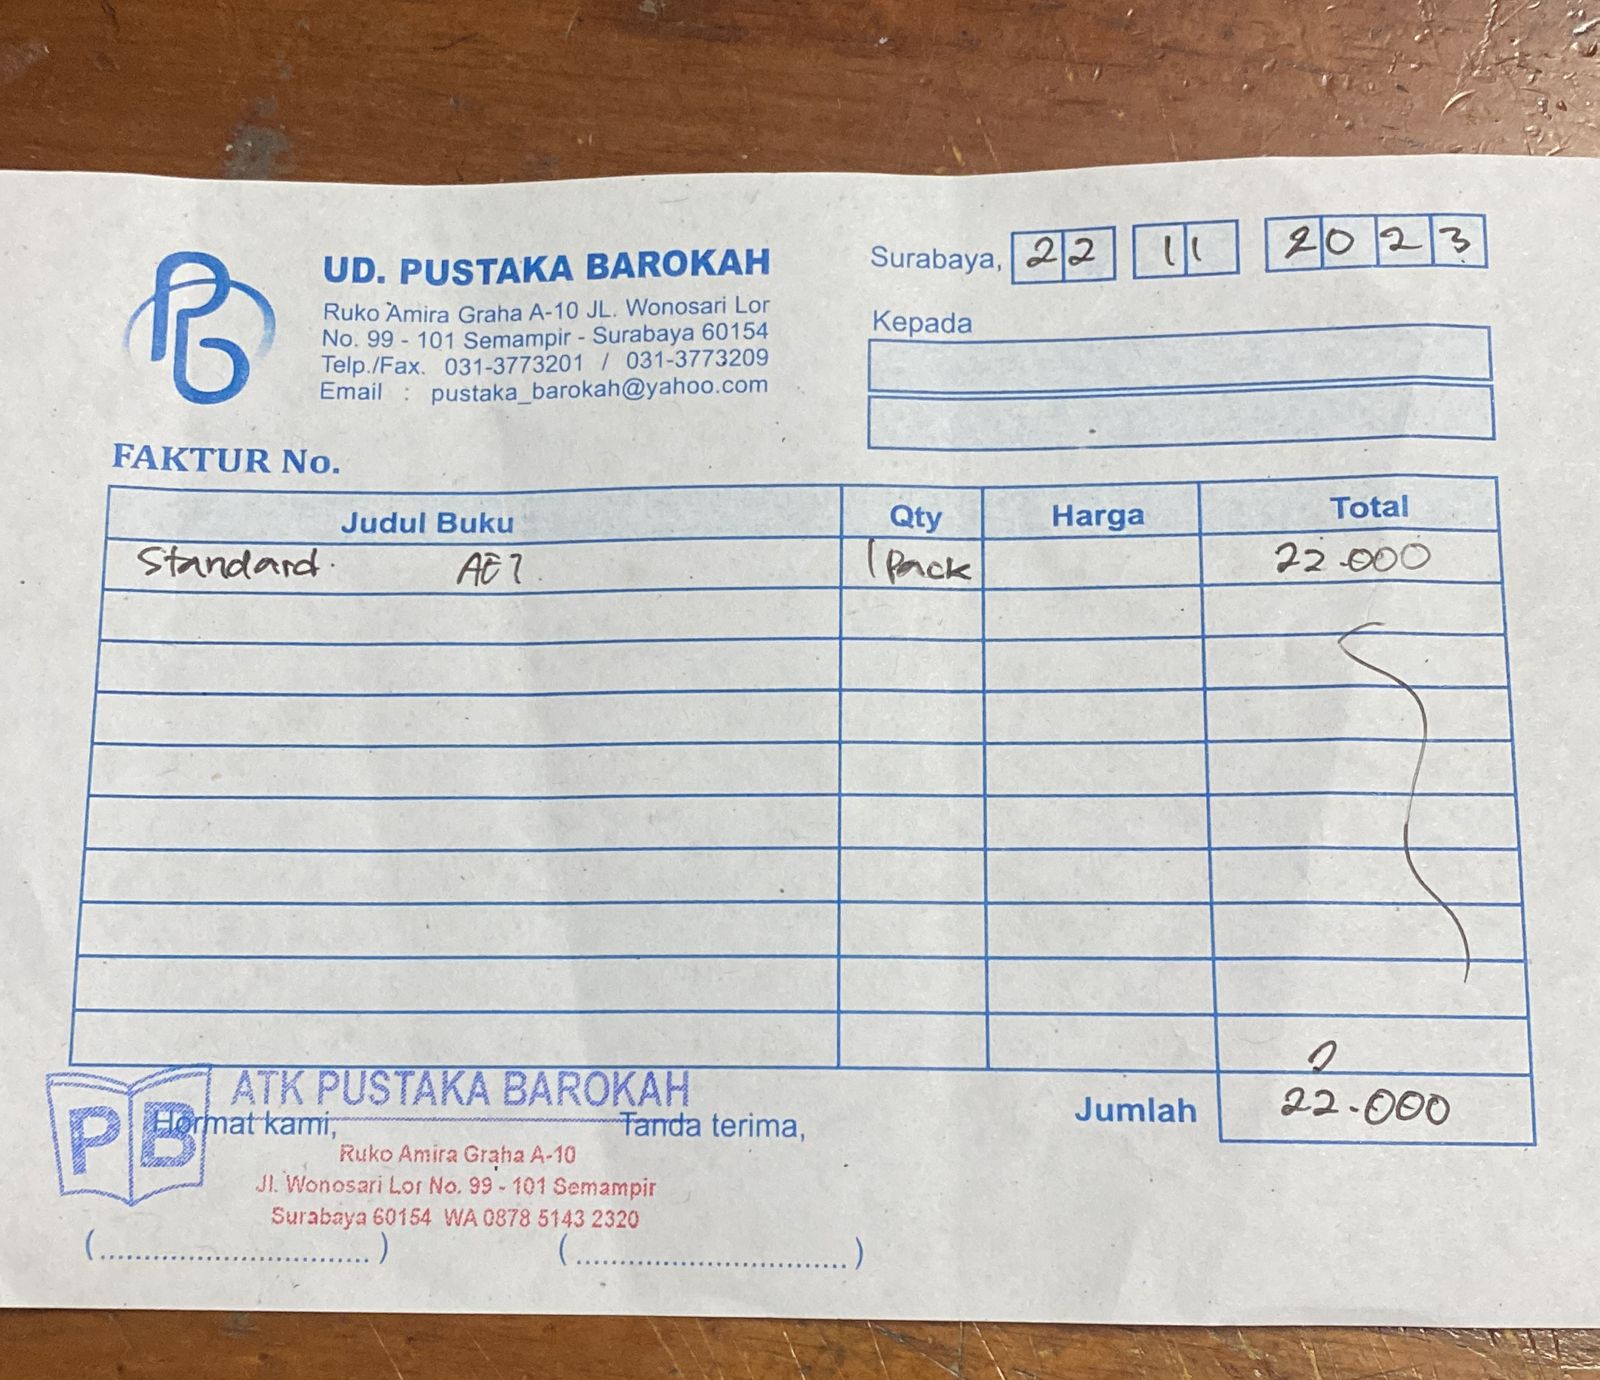 UD. PUSTAKA BAROKAH
Ruko Amira Graha A-10 JL. Wonosari Lor
No. 99 - 101 Semampir - Surabaya 60154
Telp./Fax. 031-3773201 / 031-3773209
Email : pustaka_barokah@yahoo.com
Surabaya, 22 11 2023
Kepada
FAKTUR No.
Judul Buku Qty Harga Total
Standard. AE7. 1 Pack 22.000
Jumlah 22.000
Hormat kami, Tanda terima,
PB ATK PUSTAKA BAROKAH
Ruko Amira Graha A-10
Jl. Wonosari Lor No. 99 - 101 Semampir
Surabaya 60154 WA 0878 5143 2320
(..............................) (..............................)